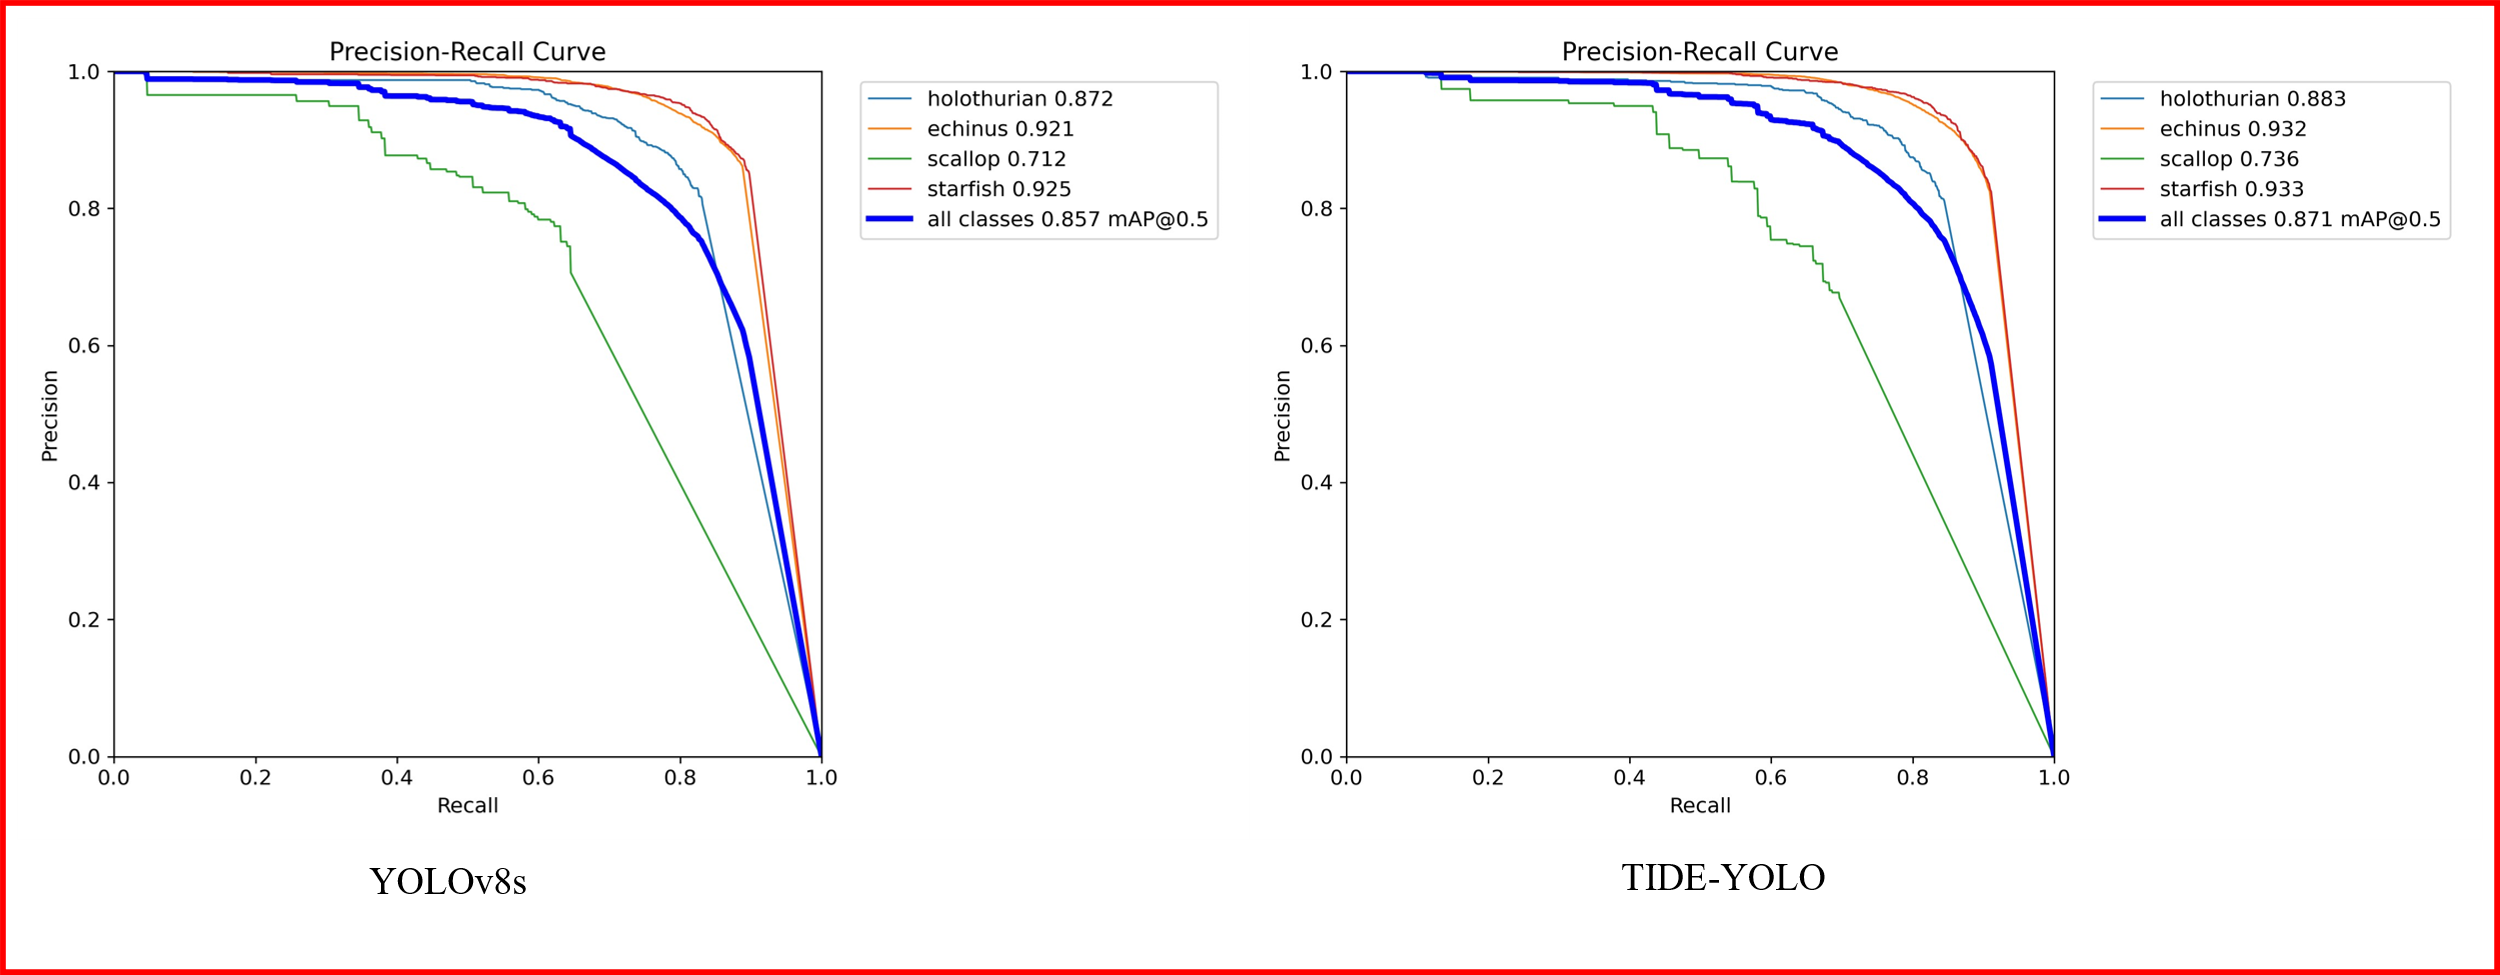 Precision-Recall Curve
1.0
0.8
0.6
0.4
0.2
0.0
Precision
0.0 0.2 0.4 0.6 0.8 1.0
Recall
holothurian 0.872
echinus 0.921
scallop 0.712
starfish 0.925
all classes 0.857 mAP@0.5
YOLOv8s
Precision-Recall Curve
1.0
0.8
0.6
0.4
0.2
0.0
Precision
0.0 0.2 0.4 0.6 0.8 1.0
Recall
holothurian 0.883
echinus 0.932
scallop 0.736
starfish 0.933
all classes 0.871 mAP@0.5
TIDE-YOLO